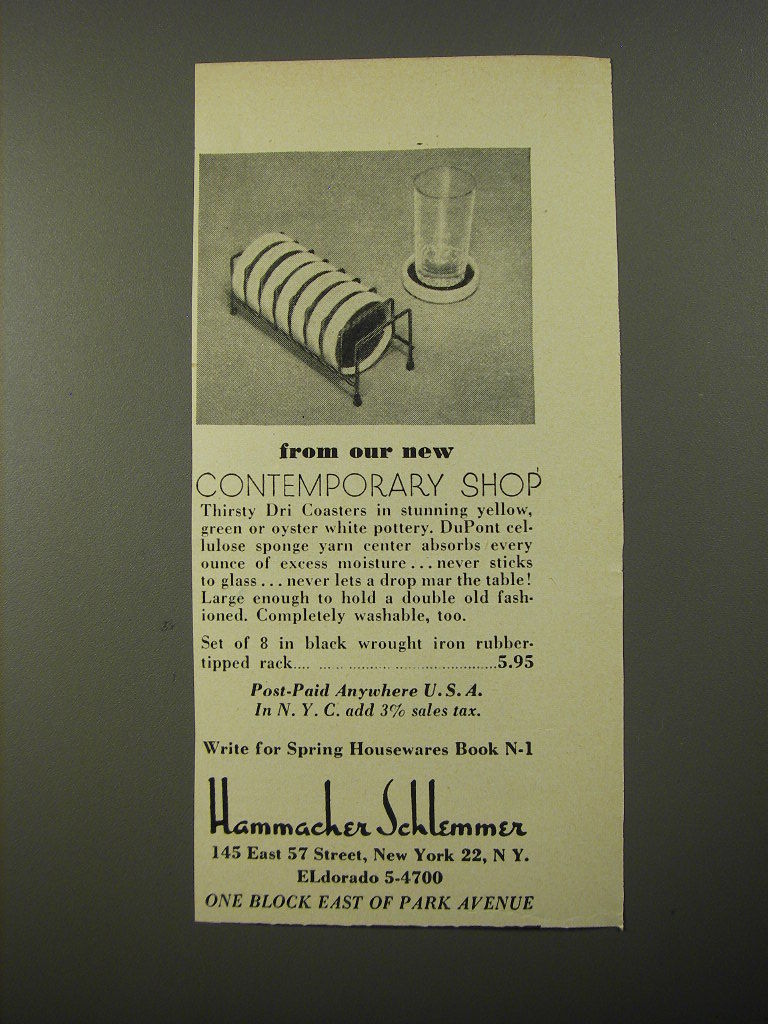 from our new
CONTEMPORARY SHOP
Thirsty Dri Coasters in stunning yellow,
green or oyster white pottery. DuPont cel-
lulose sponge yarn center absorbs every
ounce of excess moisture... never sticks
to glass... never lets a drop mar the table!
Large enough to hold a double old fash-
ioned. Completely washable, too.
Set of 8 in black wrought iron rubber-
tipped rack.... .. ...................................5.95
Post-Paid Anywhere U.S.A.
In N. Y. C. add 3% sales tax.
Write for Spring Housewares Book N-1
Hammacher Schlemmer
145 East 57 Street, New York 22, N Y.
ELdorado 5-4700
ONE BLOCK EAST OF PARK AVENUE